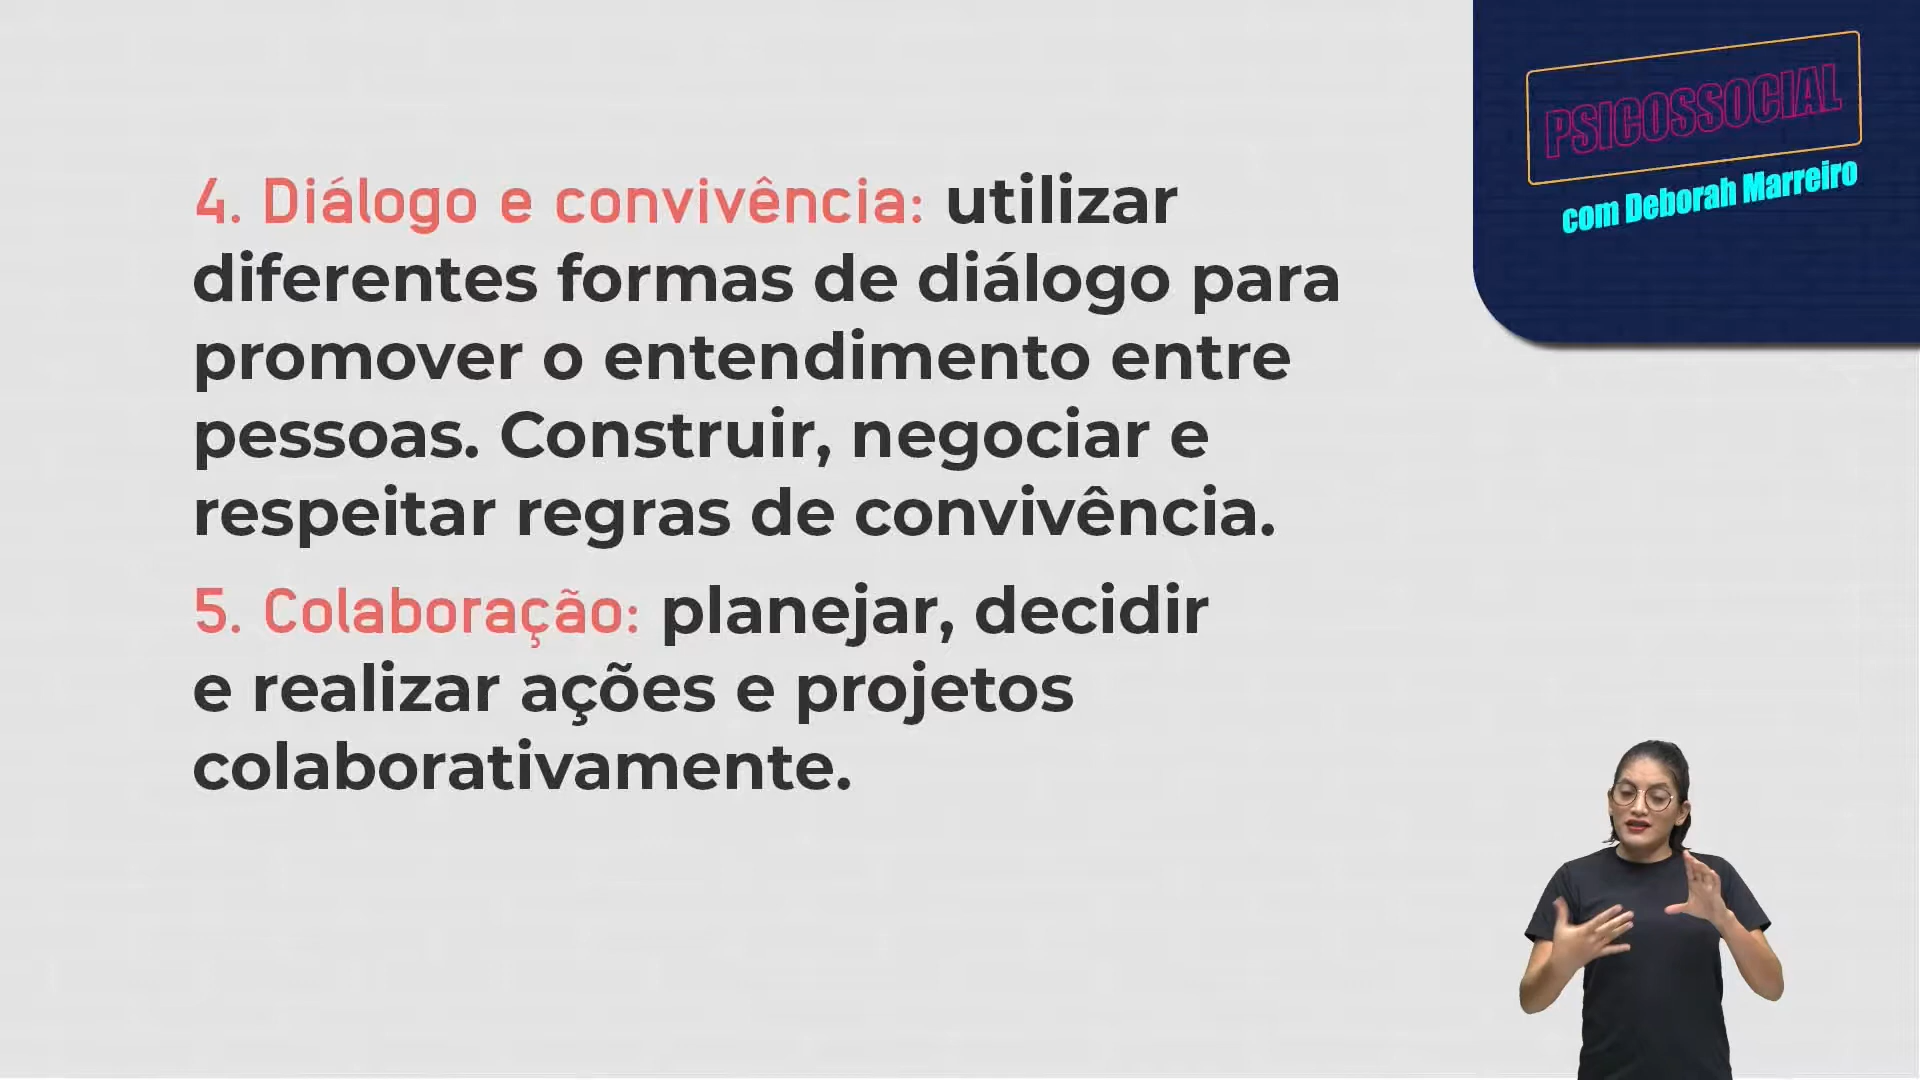 4. Diálogo e convivência: utilizar
diferentes formas de diálogo para
promover o entendimento entre
pessoas. Construir, negociar e
respeitar regras de convivência.
5. Colaboração: planejar, decidir
e realizar ações e projetos
colaborativamente.
PSICOSSOCIAL
com Deborah Marreiro